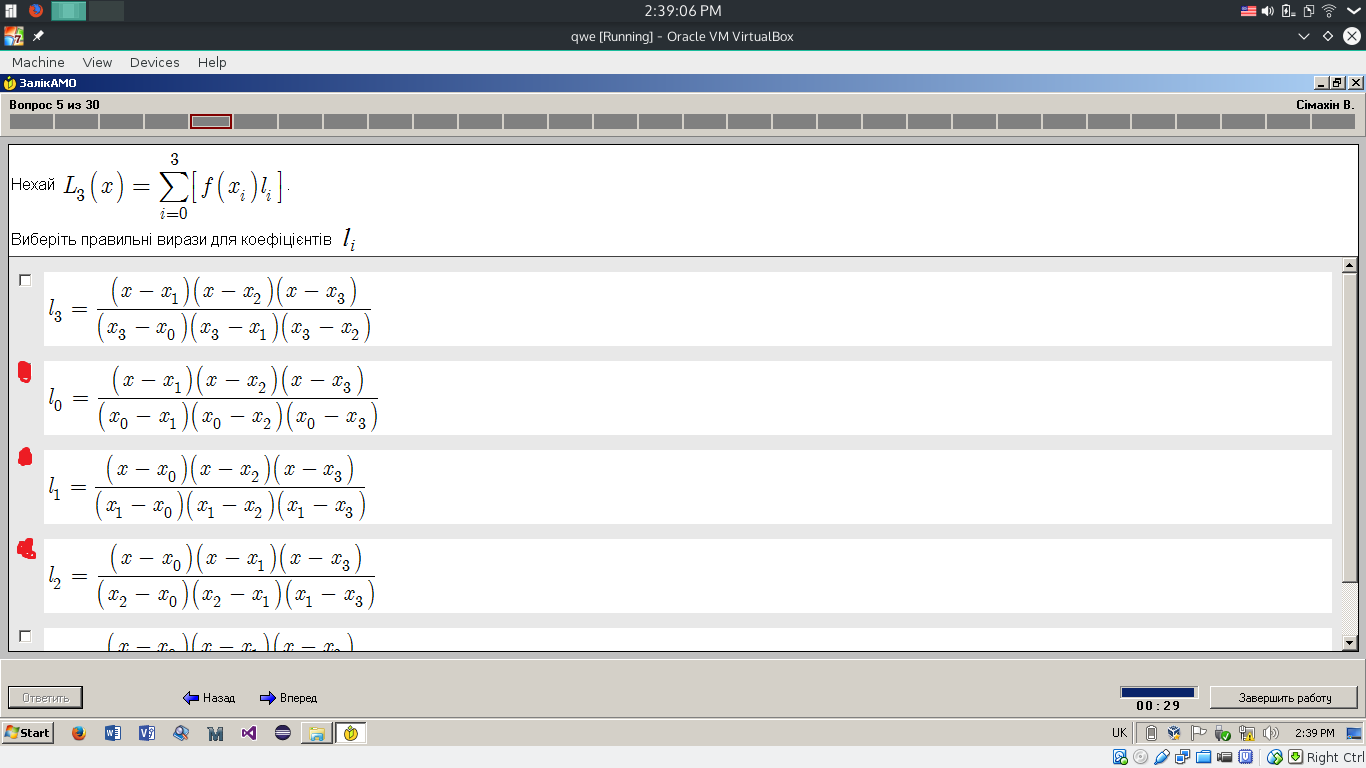 2:39:06 PM
qwe [Running] - Oracle VM VirtualBox
Machine View Devices Help
ЗалікАМО
Вопрос 5 из 30 Сімахін В.
Нехай L_3(x) = \sum_{i=0}^{3} [f(x_i) l_i] .
Виберіть правильні вирази для коефіцієнтів l_i
l_3 = \frac{(x - x_1)(x - x_2)(x - x_3)}{(x_3 - x_0)(x_3 - x_1)(x_3 - x_2)}
l_0 = \frac{(x - x_1)(x - x_2)(x - x_3)}{(x_0 - x_1)(x_0 - x_2)(x_0 - x_3)}
l_1 = \frac{(x - x_0)(x - x_2)(x - x_3)}{(x_1 - x_0)(x_1 - x_2)(x_1 - x_3)}
l_2 = \frac{(x - x_0)(x - x_1)(x - x_3)}{(x_2 - x_0)(x_2 - x_1)(x_1 - x_3)}
Ответить Назад Вперед 00:29 Завершить работу
Start UK 2:39 PM
Right Ctrl